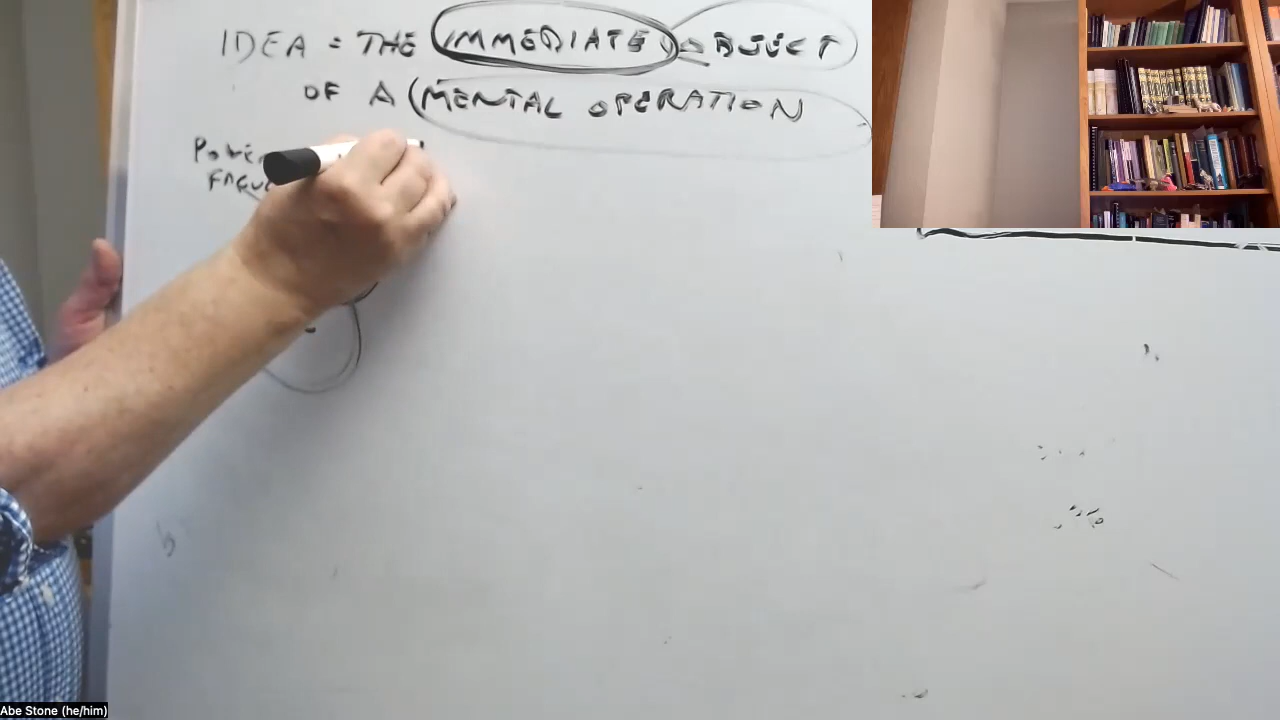 IDEA = THE IMMEDIATE OBJECT
OF A MENTAL OPERATION
Abe Stone (he/him)